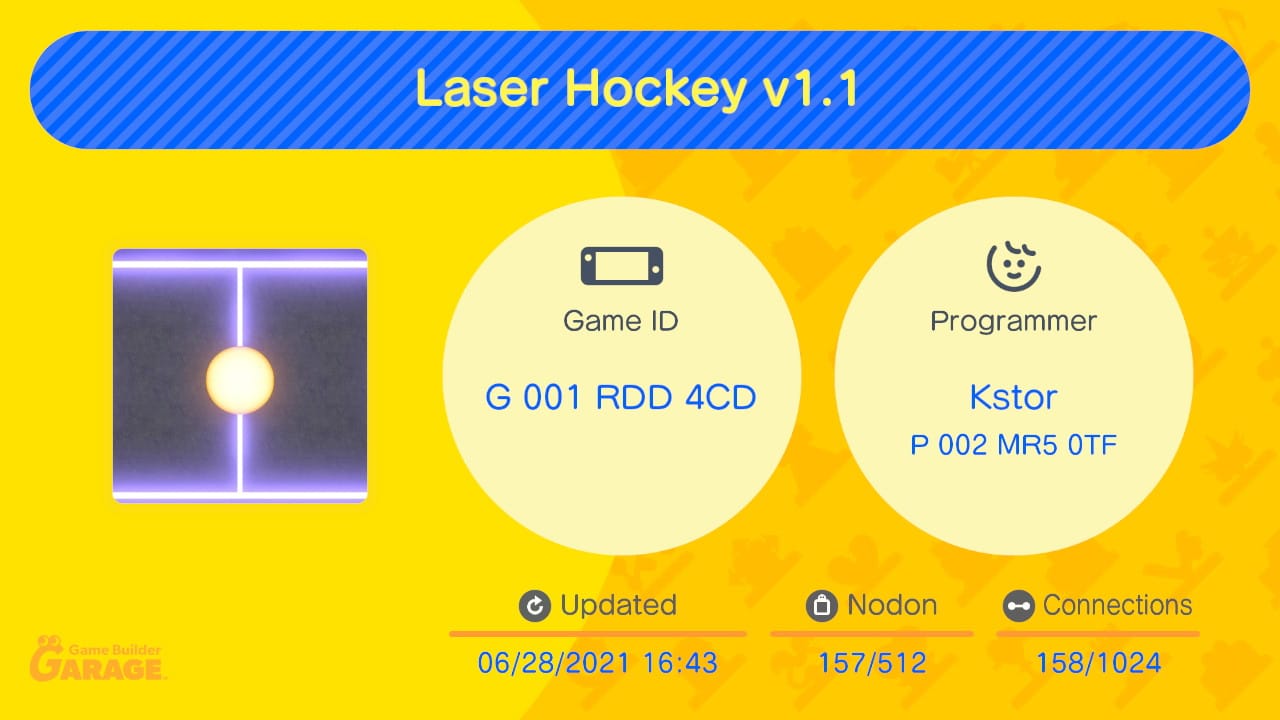 Laser Hockey v1.1
Game ID
G 001 RDD 4CD
Programmer
Kstor
P 002 MR5 0TF
Updated
06/28/2021 16:43
Nodon
157/512
Connections
158/1024
Game Builder
GARAGE